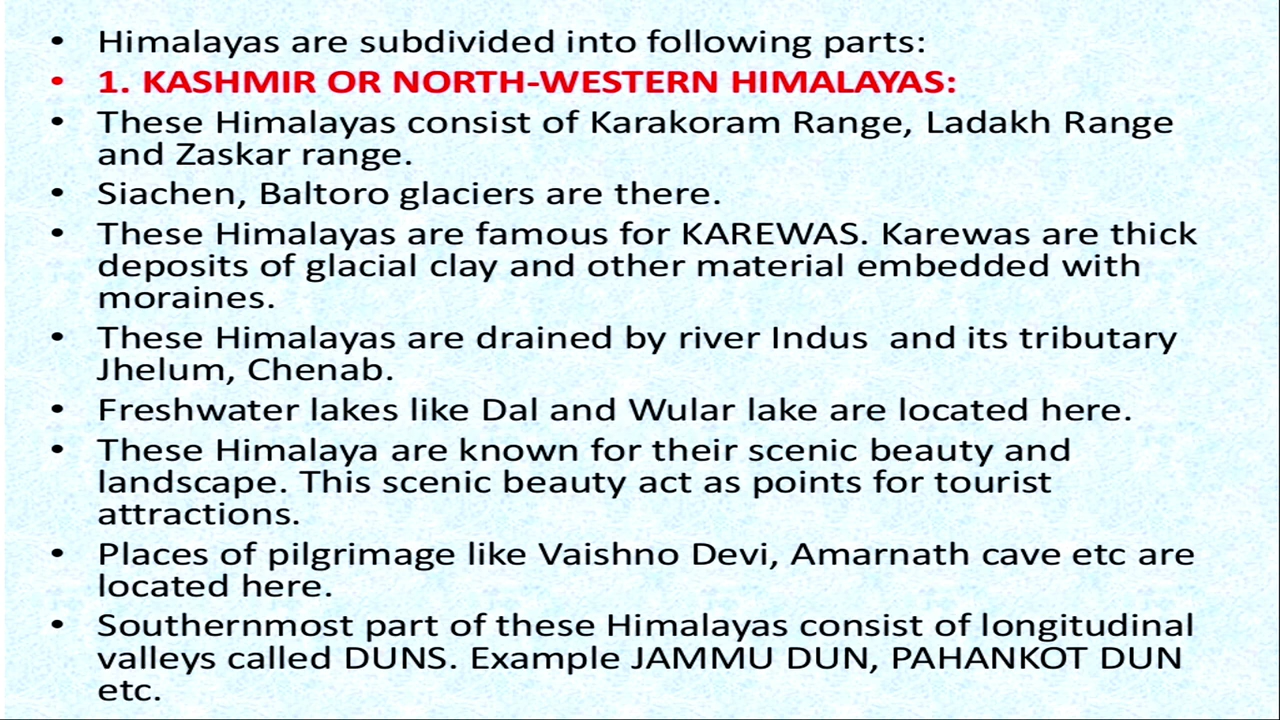 • Himalayas are subdivided into following parts:
• 1. KASHMIR OR NORTH-WESTERN HIMALAYAS:
• These Himalayas consist of Karakoram Range, Ladakh Range
and Zaskar range.
• Siachen, Baltoro glaciers are there.
• These Himalayas are famous for KAREWAS. Karewas are thick
deposits of glacial clay and other material embedded with
moraines.
• These Himalayas are drained by river Indus  and its tributary
Jhelum, Chenab.
• Freshwater lakes like Dal and Wular lake are located here.
• These Himalaya are known for their scenic beauty and
landscape. This scenic beauty act as points for tourist
attractions.
• Places of pilgrimage like Vaishno Devi, Amarnath cave etc are
located here.
• Southernmost part of these Himalayas consist of longitudinal
valleys called DUNS. Example JAMMU DUN, PAHANKOT DUN
etc.